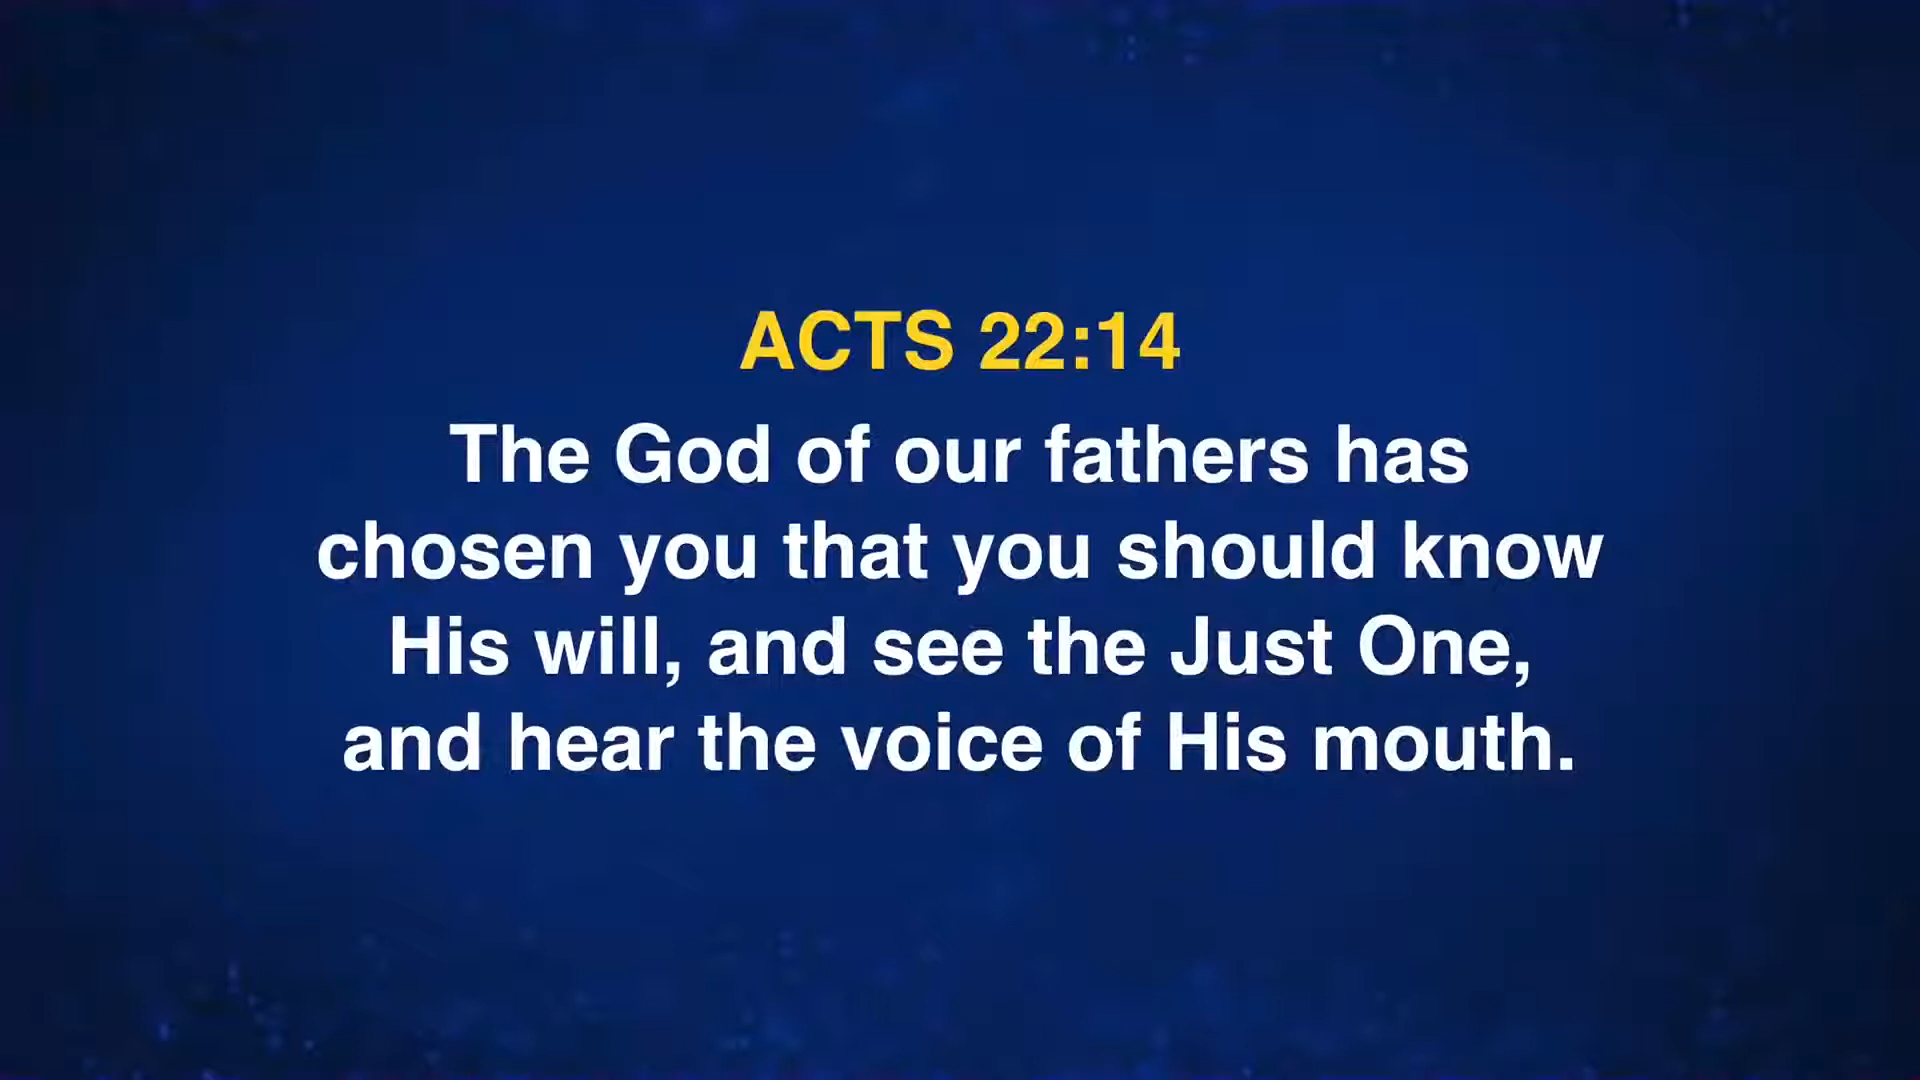 ACTS 22:14
The God of our fathers has
chosen you that you should know
His will, and see the Just One,
and hear the voice of His mouth.